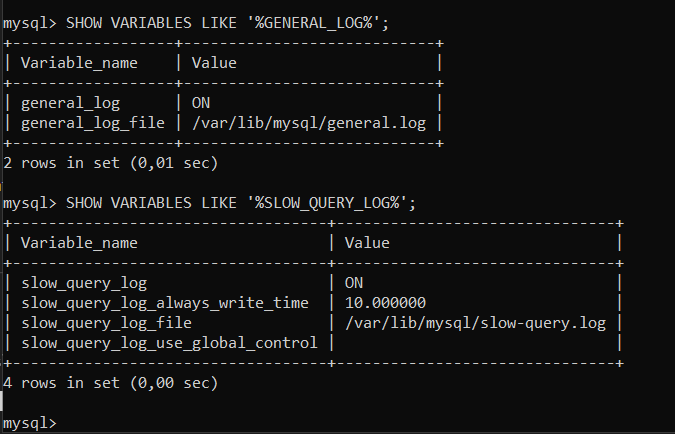 mysql> SHOW VARIABLES LIKE '%GENERAL_LOG%';
+------------------+----------------------------+
| Variable_name    | Value                      |
+------------------+----------------------------+
| general_log      | ON                         |
| general_log_file | /var/lib/mysql/general.log |
+------------------+----------------------------+
2 rows in set (0,01 sec)

mysql> SHOW VARIABLES LIKE '%SLOW_QUERY_LOG%';
+-----------------------------------+-------------------------------+
| Variable_name                     | Value                         |
+-----------------------------------+-------------------------------+
| slow_query_log                    | ON                            |
| slow_query_log_always_write_time  | 10.000000                     |
| slow_query_log_file               | /var/lib/mysql/slow-query.log |
| slow_query_log_use_global_control |                               |
+-----------------------------------+-------------------------------+
4 rows in set (0,00 sec)

mysql>